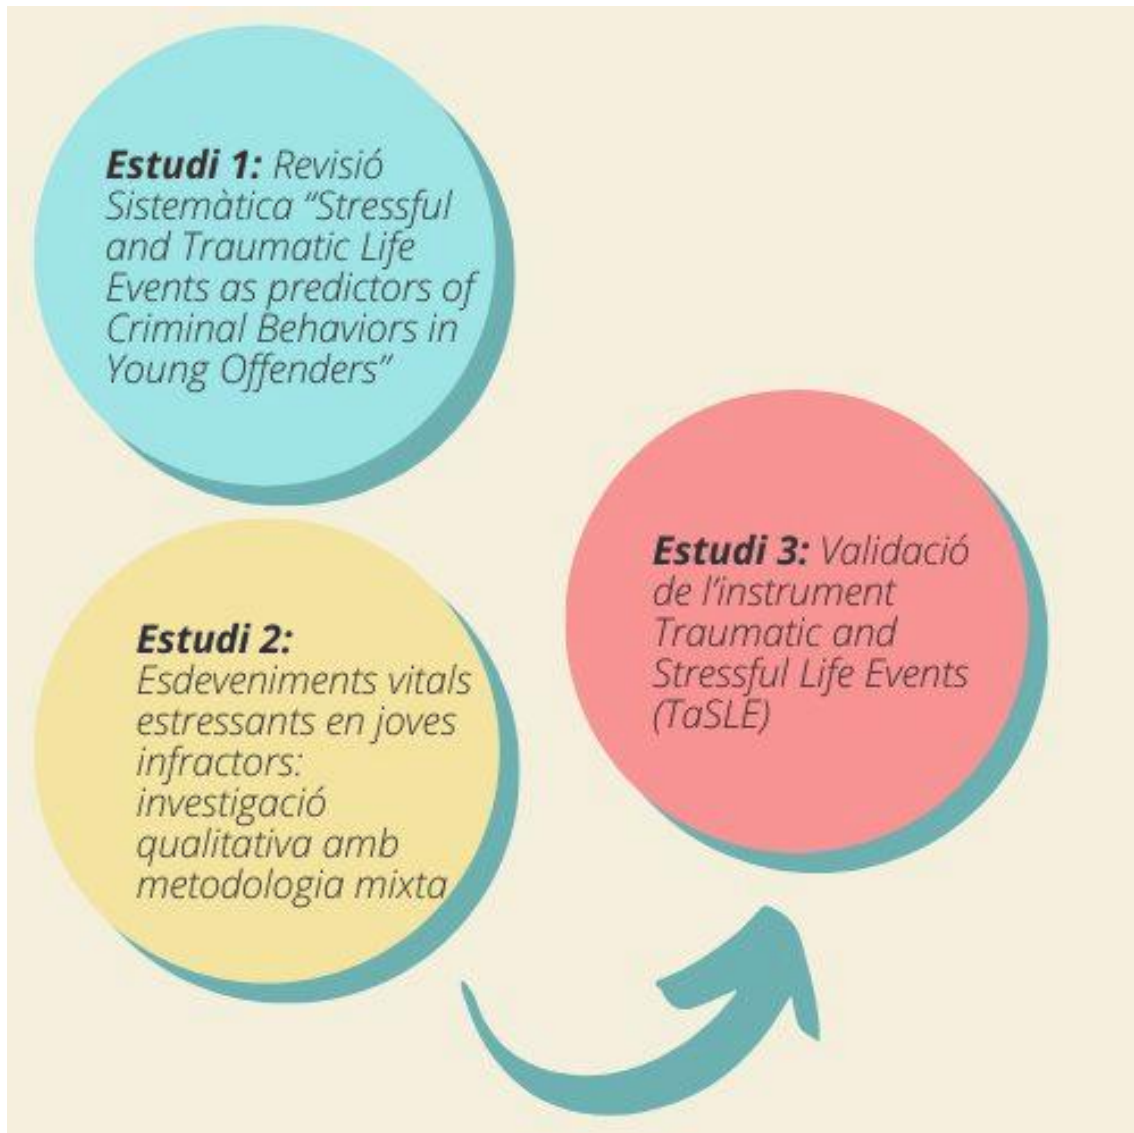 Estudi 1: Revisió
Sistemàtica “Stressful
and Traumatic Life
Events as predictors of
Criminal Behaviors in
Young Offenders”
Estudi 2:
Esdeveniments vitals
estressants en joves
infractors:
investigació
qualitativa amb
metodologia mixta
Estudi 3: Validació
de l’instrument
Traumatic and
Stressful Life Events
(TaSLE)